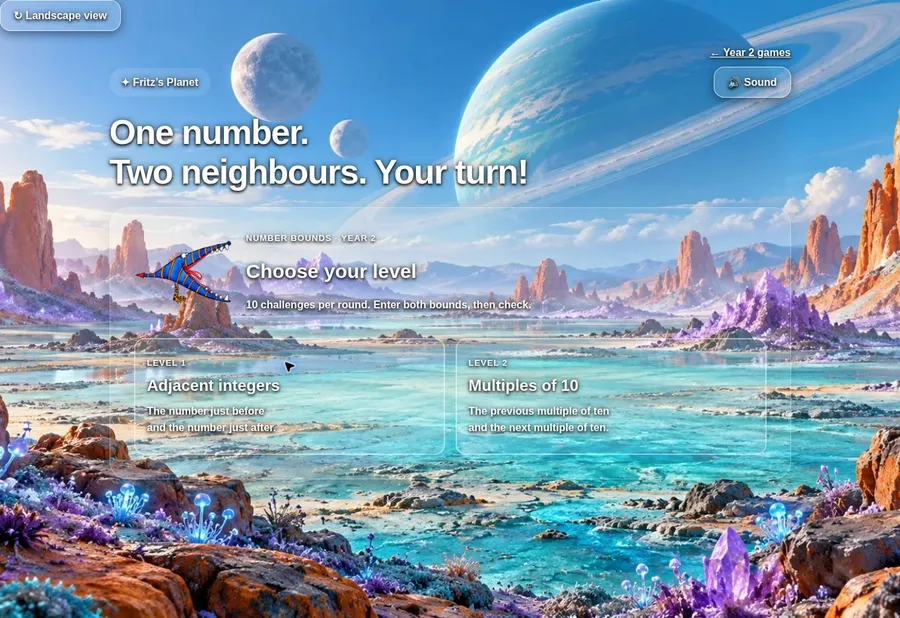 ↻ Landscape view
← Year 2 games
✦ Fritz's Planet
🔊 Sound
One number.
Two neighbours. Your turn!
NUMBER BOUNDS · YEAR 2
Choose your level
10 challenges per round. Enter both bounds, then check.
LEVEL 1
Adjacent integers
The number just before
and the number just after.
LEVEL 2
Multiples of 10
The previous multiple of ten
and the next multiple of ten.